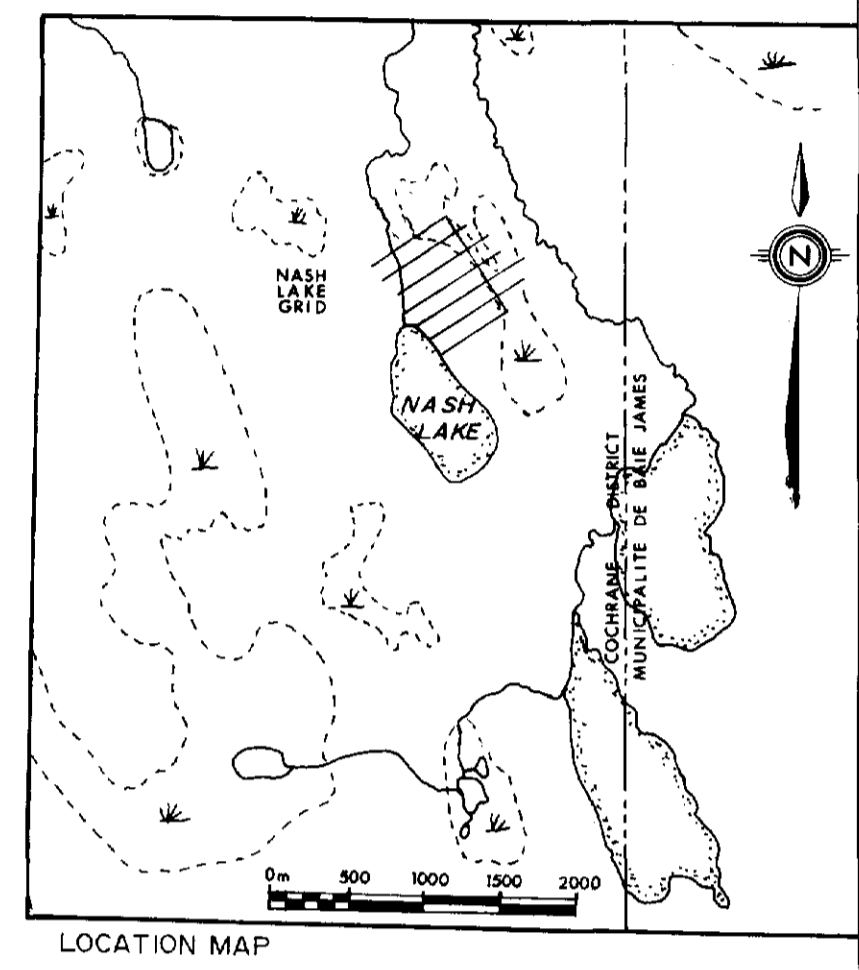 NASH
LAKE
GRID
N
NASH
LAKE
COCHRANE DISTRICT
MUNICIPALITE DE BAIE JAMES
0m 500 1000 1500 2000
LOCATION MAP